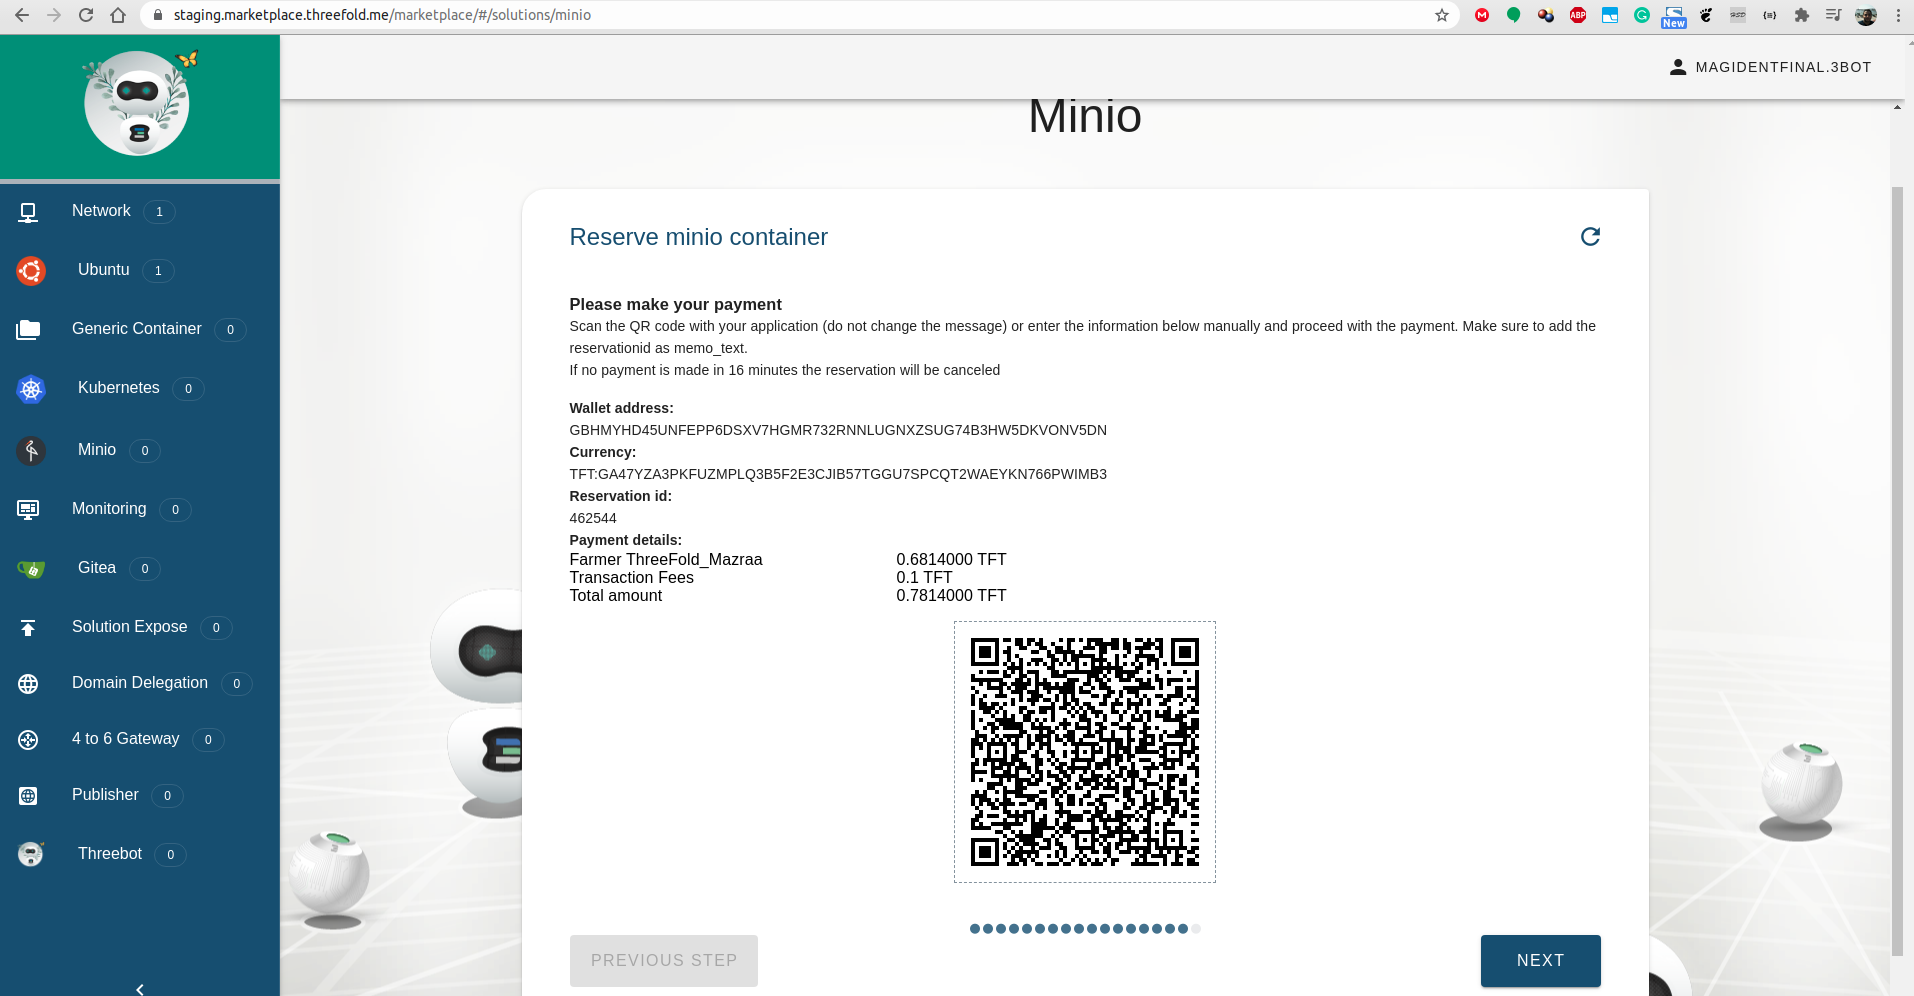 staging.marketplace.threefold.me/marketplace/#/solutions/minio
New
MAGIDENTFINAL.3BOT
Network 1
Ubuntu 1
Generic Container 0
Kubernetes 0
Minio 0
Monitoring 0
Gitea 0
Solution Expose 0
Domain Delegation 0
4 to 6 Gateway 0
Publisher 0
Threebot 0
Minio
Reserve minio container
Please make your payment
Scan the QR code with your application (do not change the message) or enter the information below manually and proceed with the payment. Make sure to add the
reservationid as memo_text.
If no payment is made in 16 minutes the reservation will be canceled
Wallet address:
GBHMYHD45UNFEPP6DSXV7HGMR732RNNLUGNXZSUG74B3HW5DKVONV5DN
Currency:
TFT:GA47YZA3PKFUZMPLQ3B5F2E3CJIB57TGGU7SPCQT2WAEYKN766PWIMB3
Reservation id:
462544
Payment details:
Farmer ThreeFold_Mazraa 0.6814000 TFT
Transaction Fees 0.1 TFT
Total amount 0.7814000 TFT
PREVIOUS STEP
NEXT